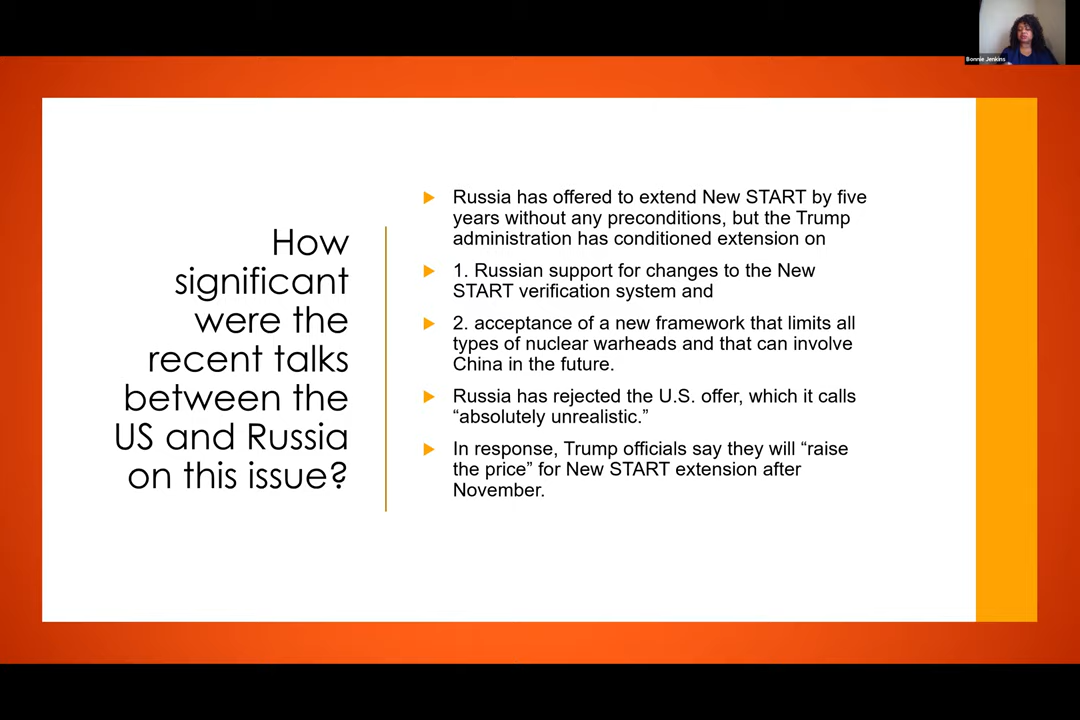 Bonnie Jenkins
How
significant
were the
recent talks
between the
US and Russia
on this issue?
Russia has offered to extend New START by five
years without any preconditions, but the Trump
administration has conditioned extension on
1. Russian support for changes to the New
START verification system and
2. acceptance of a new framework that limits all
types of nuclear warheads and that can involve
China in the future.
Russia has rejected the U.S. offer, which it calls
“absolutely unrealistic.”
In response, Trump officials say they will “raise
the price” for New START extension after
November.